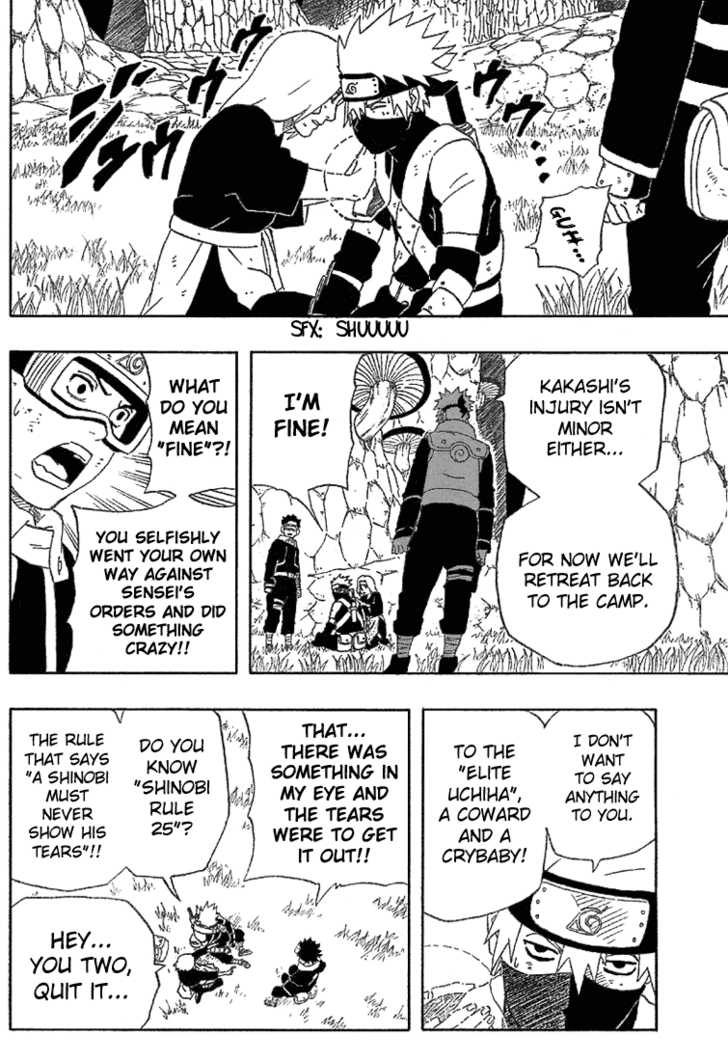 シュウウウ…
GUH...
SFX: SHUUUUU
KAKASHI'S
INJURY ISN'T
MINOR
EITHER...
FOR NOW WE'LL
RETREAT BACK
TO THE CAMP.
I'M
FINE!
WHAT
DO YOU
MEAN
"FINE"?!
YOU SELFISHLY
WENT YOUR OWN
WAY AGAINST
SENSEI'S
ORDERS AND DID
SOMETHING
CRAZY!!
I DON'T
WANT
TO SAY
ANYTHING
TO YOU.
TO THE
"ELITE
UCHIHA",
A COWARD
AND A
CRYBABY!
THAT...
THERE WAS
SOMETHING IN
MY EYE AND
THE TEARS
WERE TO GET
IT OUT!!
DO YOU
KNOW
"SHINOBI
RULE
25"?
THE RULE
THAT SAYS
"A SHINOBI
MUST
NEVER
SHOW HIS
TEARS"!!
HEY...
YOU TWO,
QUIT IT...